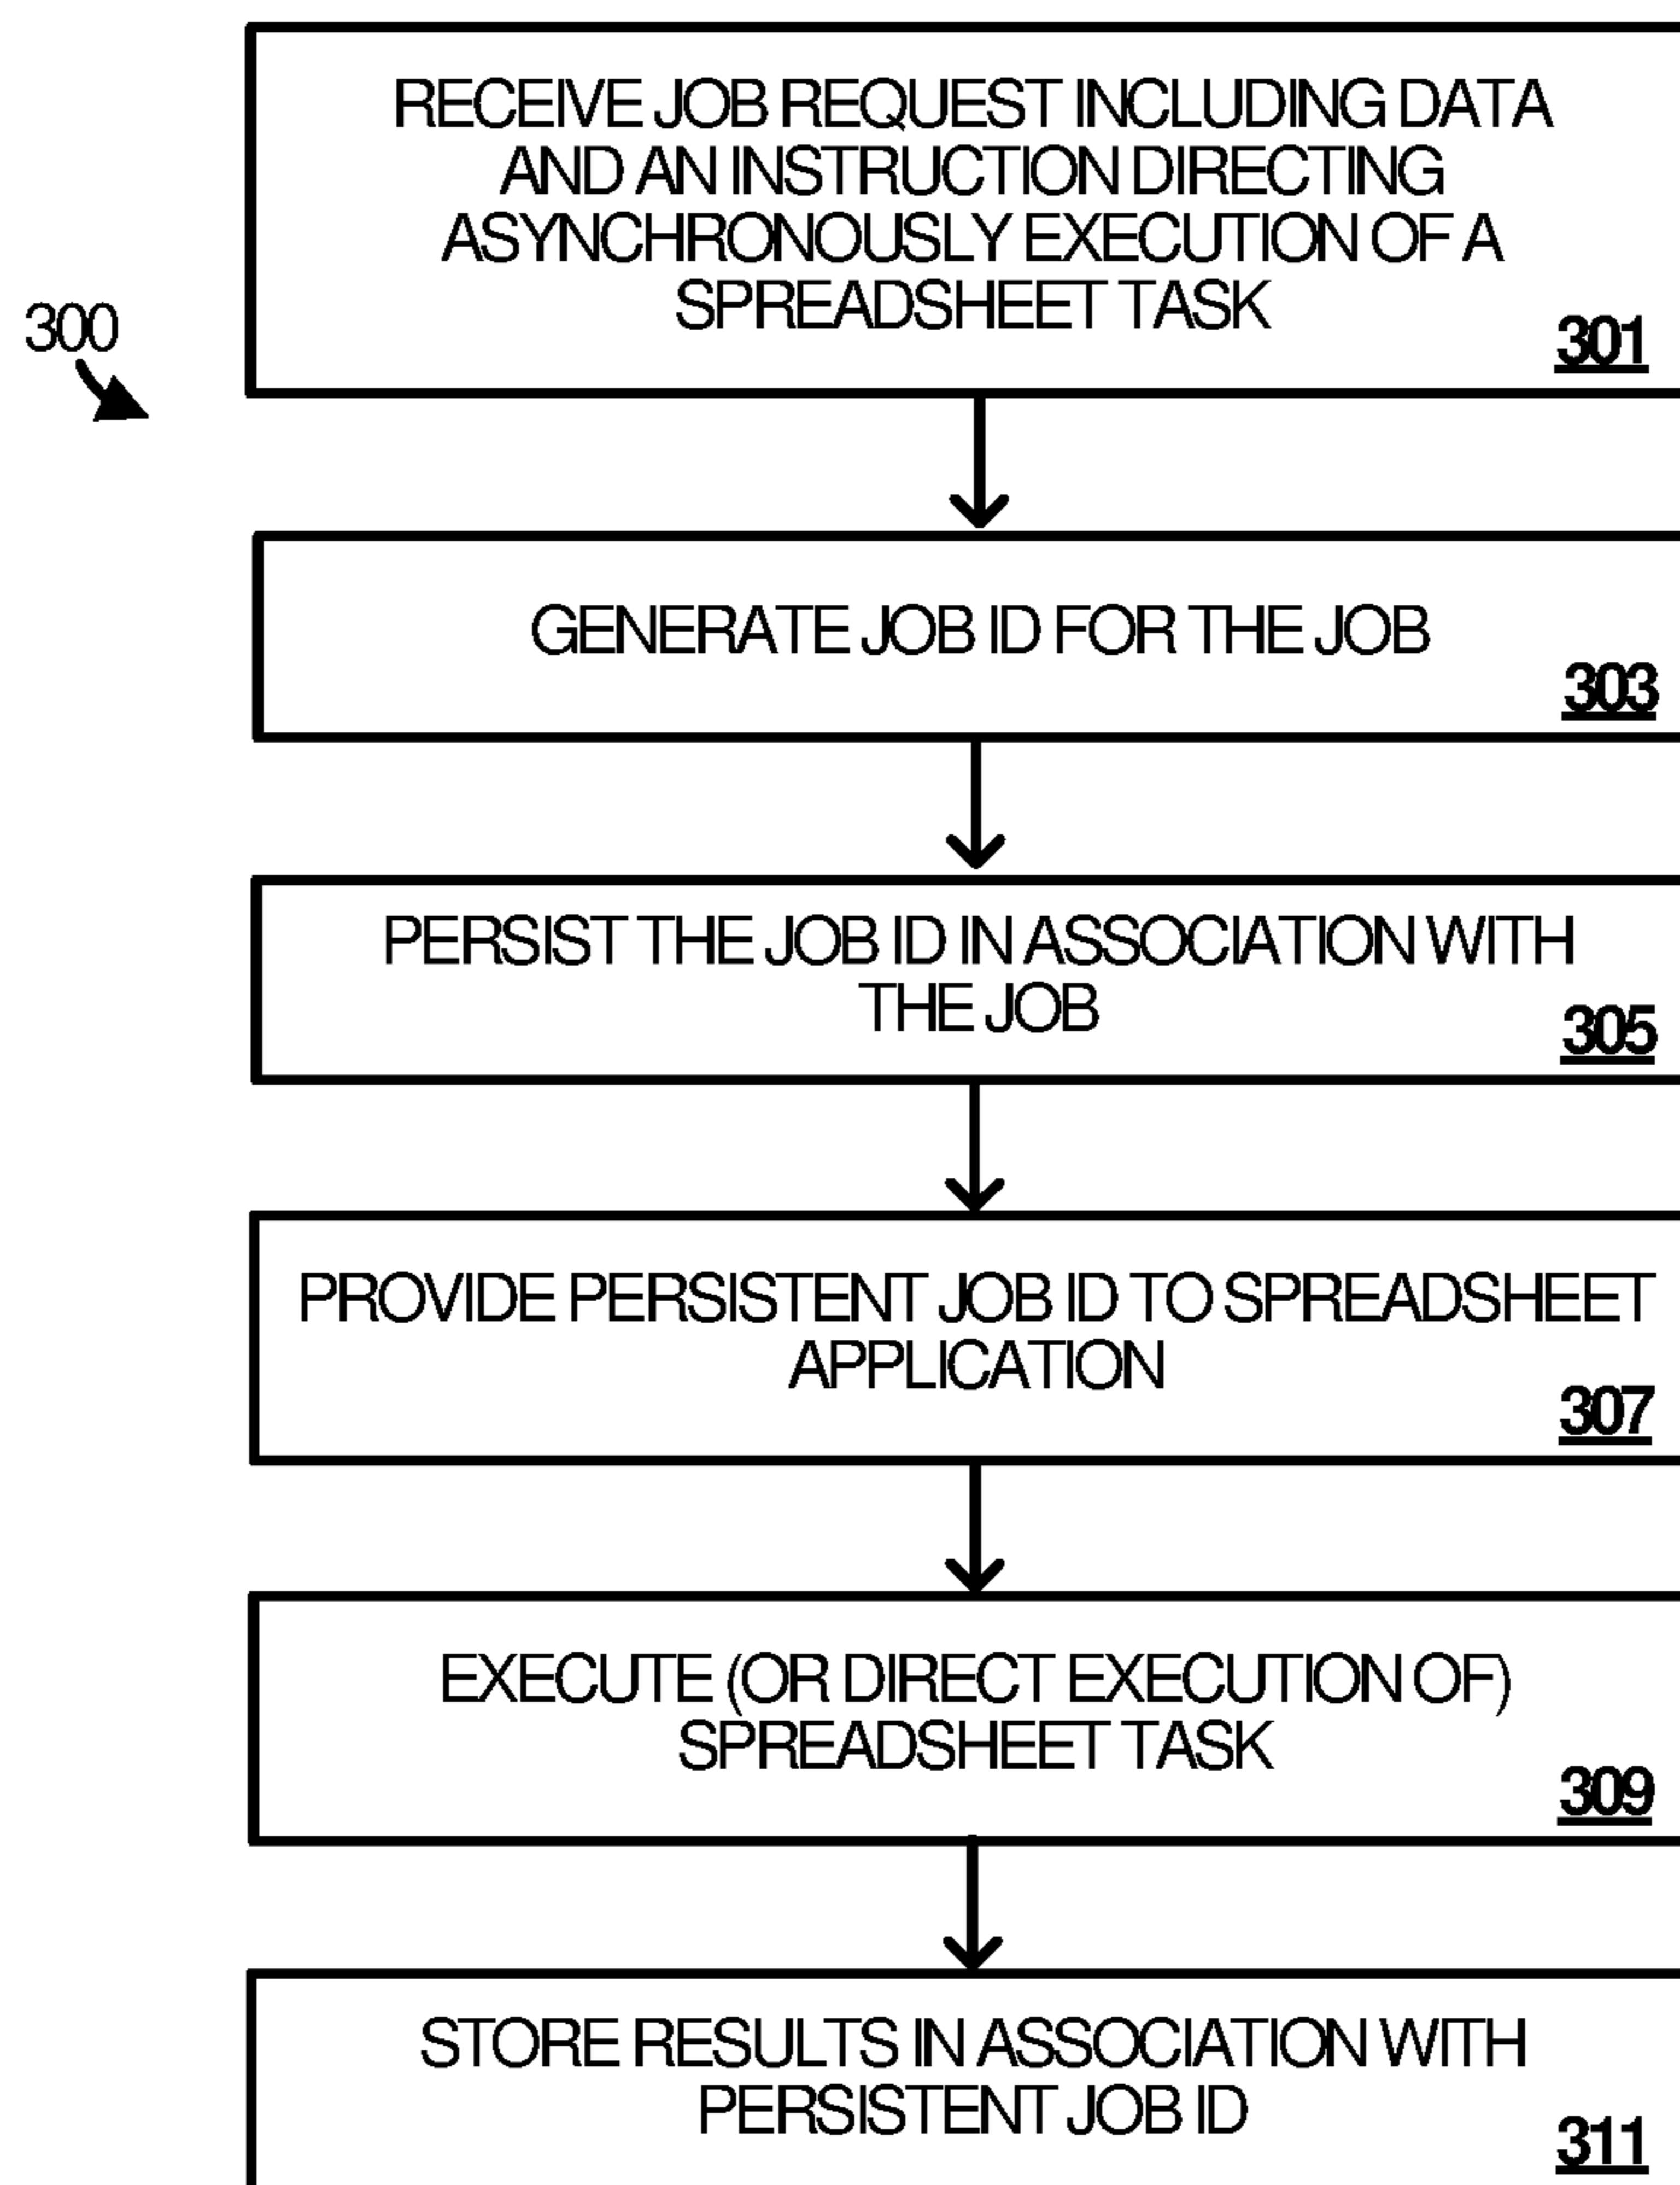 RECEIVE JOB REQUEST INCLUDING DATA
AND AN INSTRUCTION DIRECTING
ASYNCHRONOUSLY EXECUTION OF A
SPREADSHEET TASK
301
300
GENERATE JOB ID FOR THE JOB
303
PERSIST THE JOB ID IN ASSOCIATION WITH
THE JOB
305
PROVIDE PERSISTENT JOB ID TO SPREADSHEET
APPLICATION
307
EXECUTE (OR DIRECT EXECUTION OF)
SPREADSHEET TASK
309
STORE RESULTS IN ASSOCIATION WITH
PERSISTENT JOB ID
311